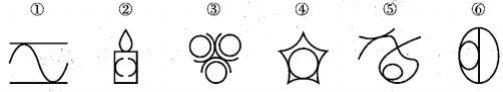 ① ② ③ ④ ⑤ ⑥